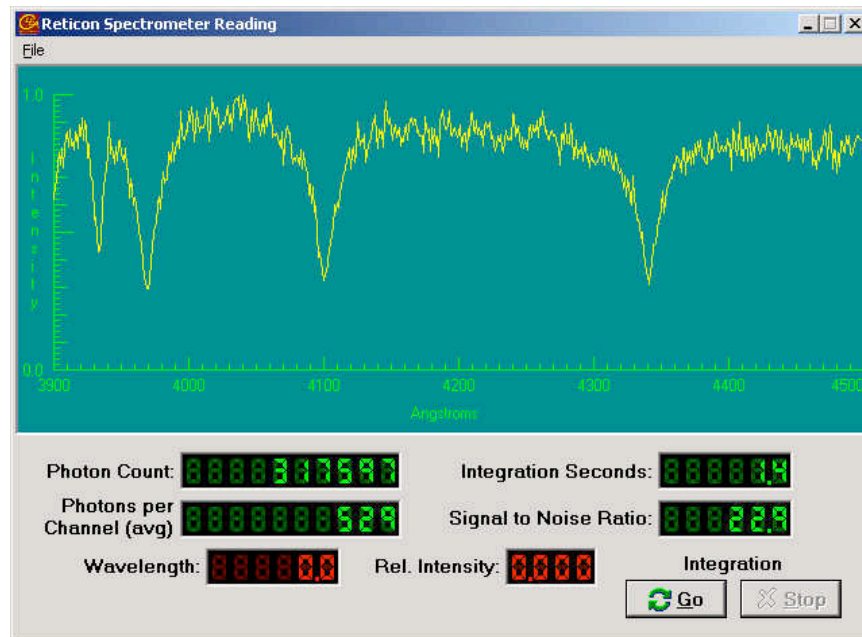 Reticon Spectrometer Reading
File
1.0
Intensity
0.0
3900 4000 4100 4200 4300 4400 4500
Angstroms
Photon Count: 317597
Integration Seconds: 1.4
Photons per Channel (avg) 529
Signal to Noise Ratio: 22.9
Wavelength: 0.0
Rel. Intensity: 0.000
Integration
Go
Stop